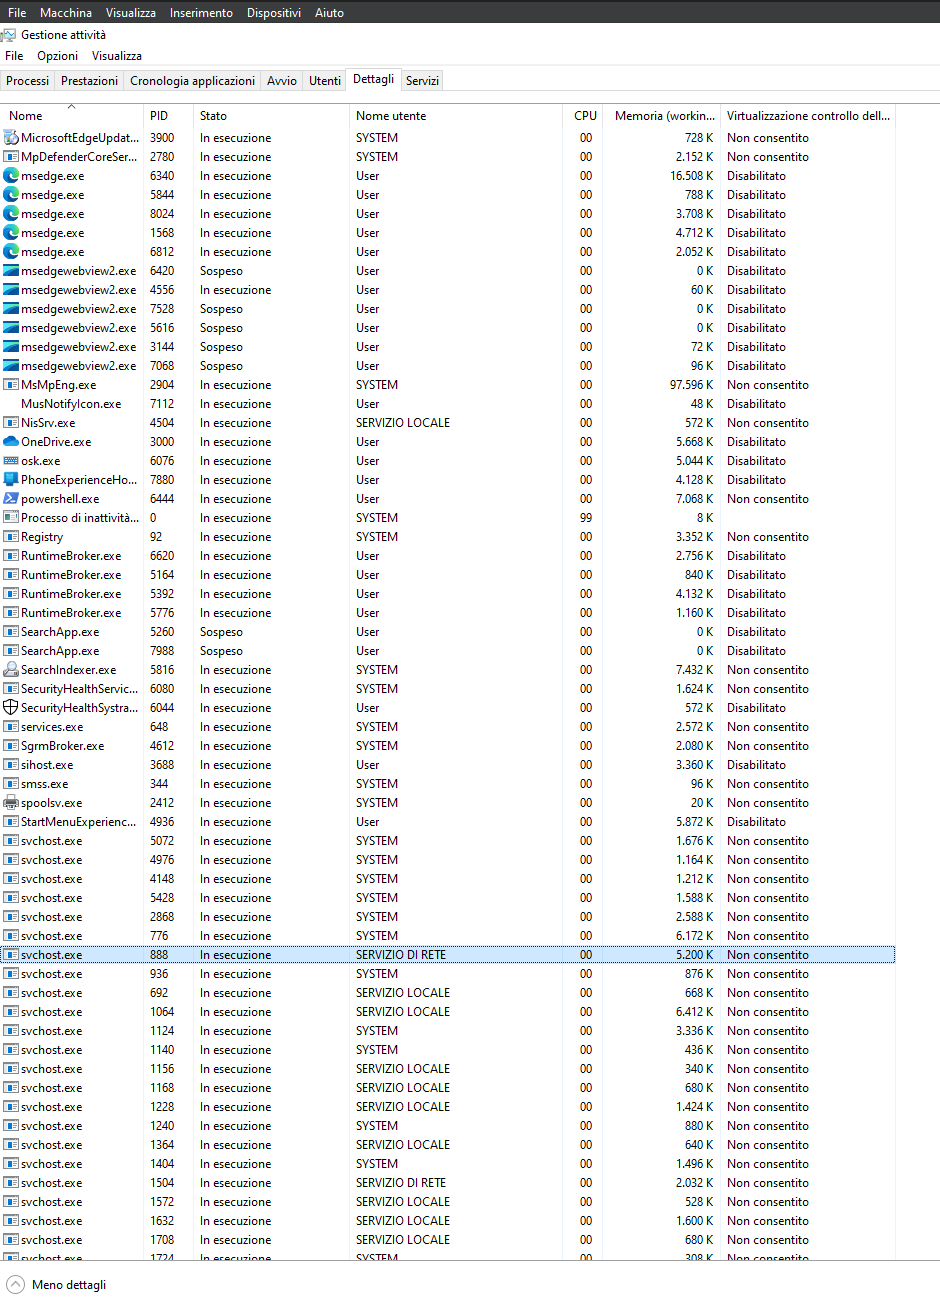 File Macchina Visualizza Inserimento Dispositivi Aiuto
Gestione attività
File Opzioni Visualizza
Processi Prestazioni Cronologia applicazioni Avvio Utenti Dettagli Servizi
Nome PID Stato Nome utente CPU Memoria (workin... Virtualizzazione controllo dell...
MicrosoftEdgeUpdat... 3900 In esecuzione SYSTEM 00 728 K Non consentito
MpDefenderCoreSer... 2780 In esecuzione SYSTEM 00 2.152 K Non consentito
msedge.exe 6340 In esecuzione User 00 16.508 K Disabilitato
msedge.exe 5844 In esecuzione User 00 788 K Disabilitato
msedge.exe 8024 In esecuzione User 00 3.708 K Disabilitato
msedge.exe 1568 In esecuzione User 00 4.712 K Disabilitato
msedge.exe 6812 In esecuzione User 00 2.052 K Disabilitato
msedgewebview2.exe 6420 Sospeso User 00 0 K Disabilitato
msedgewebview2.exe 4556 In esecuzione User 00 60 K Disabilitato
msedgewebview2.exe 7528 Sospeso User 00 0 K Disabilitato
msedgewebview2.exe 5616 Sospeso User 00 0 K Disabilitato
msedgewebview2.exe 3144 Sospeso User 00 72 K Disabilitato
msedgewebview2.exe 7068 Sospeso User 00 96 K Disabilitato
MsMpEng.exe 2904 In esecuzione SYSTEM 00 97.596 K Non consentito
MusNotifyIcon.exe 7112 In esecuzione User 00 48 K Disabilitato
NisSrv.exe 4504 In esecuzione SERVIZIO LOCALE 00 572 K Non consentito
OneDrive.exe 3000 In esecuzione User 00 5.668 K Disabilitato
osk.exe 6076 In esecuzione User 00 5.044 K Disabilitato
PhoneExperienceHo... 7880 In esecuzione User 00 4.128 K Disabilitato
powershell.exe 6444 In esecuzione User 00 7.068 K Non consentito
Processo di inattività... 0 In esecuzione SYSTEM 99 8 K
Registry 92 In esecuzione SYSTEM 00 3.352 K Non consentito
RuntimeBroker.exe 6620 In esecuzione User 00 2.756 K Disabilitato
RuntimeBroker.exe 5164 In esecuzione User 00 840 K Disabilitato
RuntimeBroker.exe 5392 In esecuzione User 00 4.132 K Disabilitato
RuntimeBroker.exe 5776 In esecuzione User 00 1.160 K Disabilitato
SearchApp.exe 5260 Sospeso User 00 0 K Disabilitato
SearchApp.exe 7988 Sospeso User 00 0 K Disabilitato
SearchIndexer.exe 5816 In esecuzione SYSTEM 00 7.432 K Non consentito
SecurityHealthServic... 6080 In esecuzione SYSTEM 00 1.624 K Non consentito
SecurityHealthSystra... 6044 In esecuzione User 00 572 K Disabilitato
services.exe 648 In esecuzione SYSTEM 00 2.572 K Non consentito
SgrmBroker.exe 4612 In esecuzione SYSTEM 00 2.080 K Non consentito
sihost.exe 3688 In esecuzione User 00 3.360 K Disabilitato
smss.exe 344 In esecuzione SYSTEM 00 96 K Non consentito
spoolsv.exe 2412 In esecuzione SYSTEM 00 20 K Non consentito
StartMenuExperienc... 4936 In esecuzione User 00 5.872 K Disabilitato
svchost.exe 5072 In esecuzione SYSTEM 00 1.676 K Non consentito
svchost.exe 4976 In esecuzione SYSTEM 00 1.164 K Non consentito
svchost.exe 4148 In esecuzione SYSTEM 00 1.212 K Non consentito
svchost.exe 5428 In esecuzione SYSTEM 00 1.588 K Non consentito
svchost.exe 2868 In esecuzione SYSTEM 00 2.588 K Non consentito
svchost.exe 776 In esecuzione SYSTEM 00 6.172 K Non consentito
svchost.exe 888 In esecuzione SERVIZIO DI RETE 00 5.200 K Non consentito
svchost.exe 936 In esecuzione SYSTEM 00 876 K Non consentito
svchost.exe 692 In esecuzione SERVIZIO LOCALE 00 668 K Non consentito
svchost.exe 1064 In esecuzione SERVIZIO LOCALE 00 6.412 K Non consentito
svchost.exe 1124 In esecuzione SYSTEM 00 3.336 K Non consentito
svchost.exe 1140 In esecuzione SYSTEM 00 436 K Non consentito
svchost.exe 1156 In esecuzione SERVIZIO LOCALE 00 340 K Non consentito
svchost.exe 1168 In esecuzione SERVIZIO LOCALE 00 680 K Non consentito
svchost.exe 1228 In esecuzione SERVIZIO LOCALE 00 1.424 K Non consentito
svchost.exe 1240 In esecuzione SYSTEM 00 880 K Non consentito
svchost.exe 1364 In esecuzione SERVIZIO LOCALE 00 640 K Non consentito
svchost.exe 1404 In esecuzione SYSTEM 00 1.496 K Non consentito
svchost.exe 1504 In esecuzione SERVIZIO DI RETE 00 2.032 K Non consentito
svchost.exe 1572 In esecuzione SERVIZIO LOCALE 00 528 K Non consentito
svchost.exe 1632 In esecuzione SERVIZIO LOCALE 00 1.600 K Non consentito
svchost.exe 1708 In esecuzione SERVIZIO LOCALE 00 680 K Non consentito
svchost.exe 1724 In esecuzione SYSTEM 00 308 K Non consentito
Meno dettagli